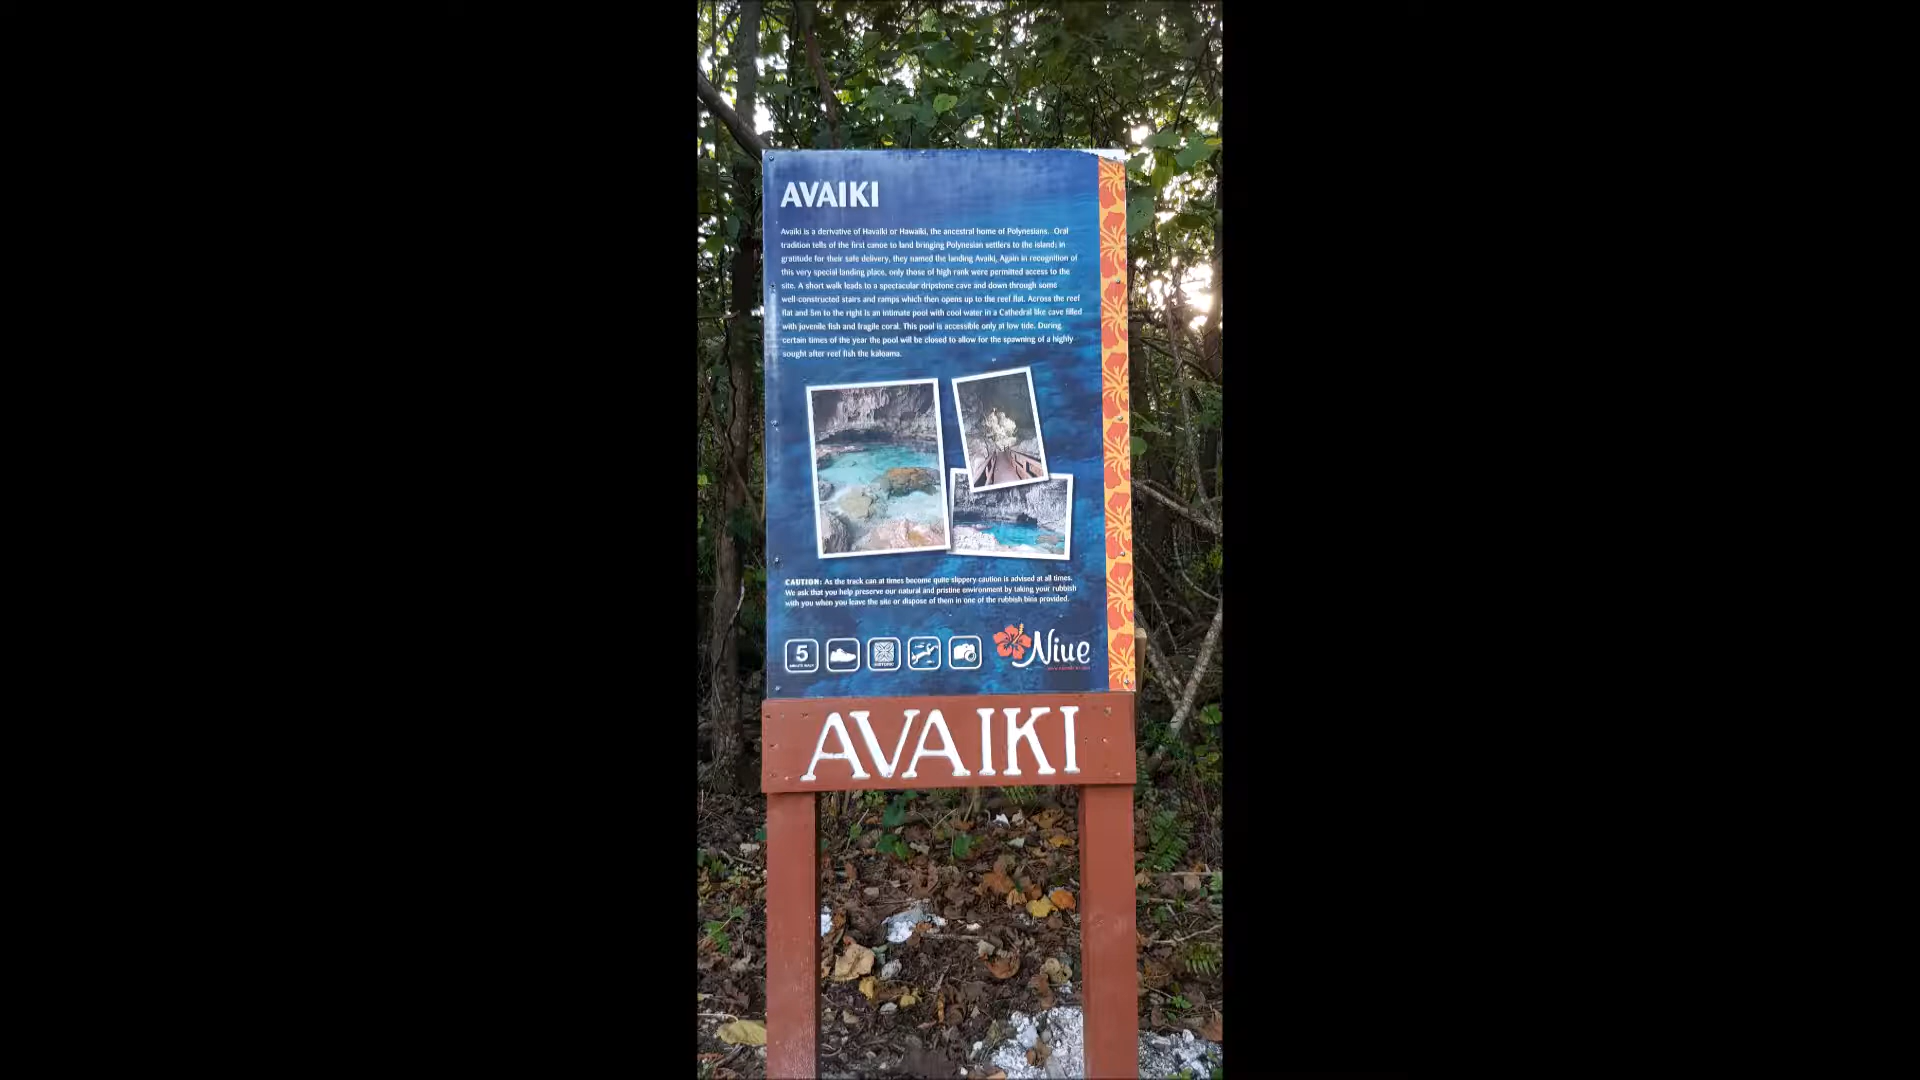 AVAIKI
Avaiki is a derivative of Havaiki or Hawaiki, the ancestral home of Polynesians. Oral
tradition tells of the first canoe to land bringing Polynesian settlers to the island; in
gratitude for their safe delivery, they named the landing Avaiki. Again in recognition of
this very special landing place, only those of high rank were permitted access to the
site. A short walk leads to a spectacular dripstone cave and down through some
well-constructed stairs and ramps which then opens up to the reef flat. Across the reef
flat and 5m to the right is an intimate pool with cool water in a Cathedral like cave filled
with juvenile fish and fragile coral. This pool is accessible only at low tide. During
certain times of the year the pool will be closed to allow for the spawning of a highly
sought after reef fish the kaloama.
CAUTION: As the track can at times become quite slippery caution is advised at all times.
We ask that you help preserve our natural and pristine environment by taking your rubbish
with you when you leave the site or dispose of them in one of the rubbish bins provided.
5
MINUTE WALK
HISTORIC
Niue
AVAIKI